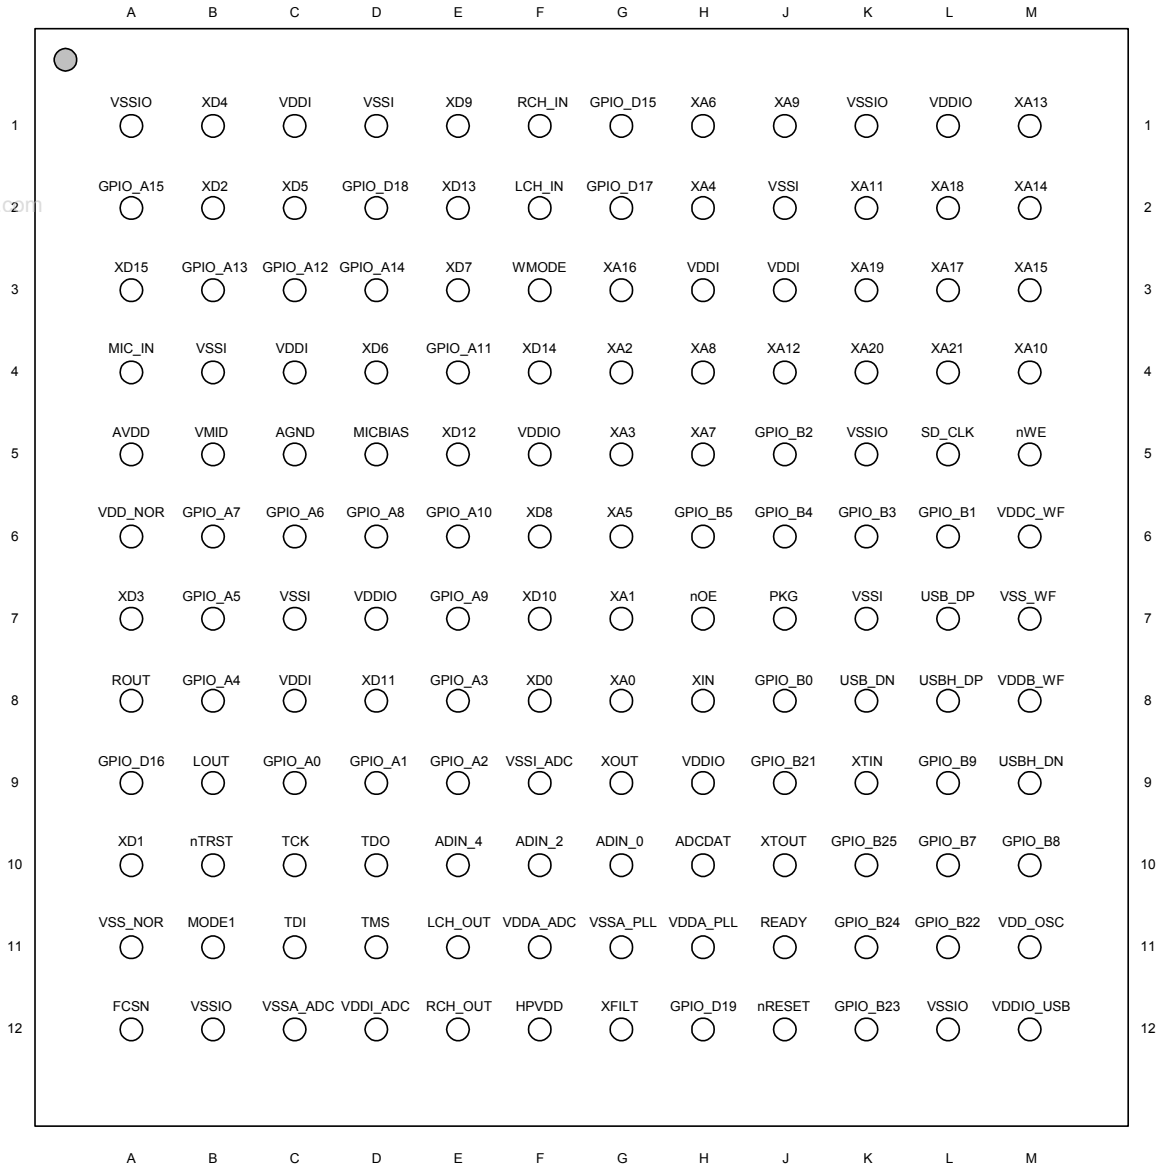 A B C D E F G H J K L M
VSSIO XD4 VDDI VSSI XD9 RCH_IN GPIO_D15 XA6 XA9 VSSIO VDDIO XA13
1 1
GPIO_A15 XD2 XD5 GPIO_D18 XD13 LCH_IN GPIO_D17 XA4 VSSI XA11 XA18 XA14
com 2 2
XD15 GPIO_A13 GPIO_A12 GPIO_A14 XD7 WMODE XA16 VDDI VDDI XA19 XA17 XA15
3 3
MIC_IN VSSI VDDI XD6 GPIO_A11 XD14 XA2 XA8 XA12 XA20 XA21 XA10
4 4
AVDD VMID AGND MICBIAS XD12 VDDIO XA3 XA7 GPIO_B2 VSSIO SD_CLK nWE
5 5
VDD_NOR GPIO_A7 GPIO_A6 GPIO_A8 GPIO_A10 XD8 XA5 GPIO_B5 GPIO_B4 GPIO_B3 GPIO_B1 VDDC_WF
6 6
XD3 GPIO_A5 VSSI VDDIO GPIO_A9 XD10 XA1 nOE PKG VSSI USB_DP VSS_WF
7 7
ROUT GPIO_A4 VDDI XD11 GPIO_A3 XD0 XA0 XIN GPIO_B0 USB_DN USBH_DP VDDB_WF
8 8
GPIO_D16 LOUT GPIO_A0 GPIO_A1 GPIO_A2 VSSI_ADC XOUT VDDIO GPIO_B21 XTIN GPIO_B9 USBH_DN
9 9
XD1 nTRST TCK TDO ADIN_4 ADIN_2 ADIN_0 ADCDAT XTOUT GPIO_B25 GPIO_B7 GPIO_B8
10 10
VSS_NOR MODE1 TDI TMS LCH_OUT VDDA_ADC VSSA_PLL VDDA_PLL READY GPIO_B24 GPIO_B22 VDD_OSC
11 11
FCSN VSSIO VSSA_ADC VDDI_ADC RCH_OUT HPVDD XFILT GPIO_D19 nRESET GPIO_B23 VSSIO VDDIO_USB
12 12
A B C D E F G H J K L M